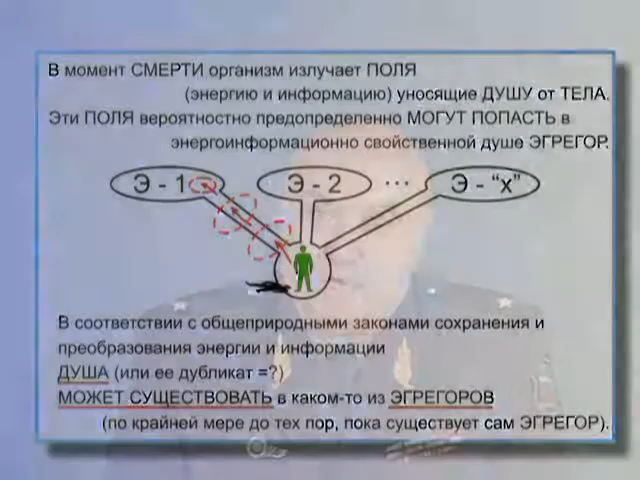 В момент СМЕРТИ организм излучает ПОЛЯ
(энергию и информацию) уносящие ДУШУ от ТЕЛА.
Эти ПОЛЯ вероятностно предопределенно МОГУТ ПОПАСТЬ в
энергоинформационно свойственной душе ЭГРЕГОР.
Э - 1 Э - 2 ... Э - “х”
В соответствии с общеприродными законами сохранения и
преобразования энергии и информации
ДУША (или ее дубликат =?)
МОЖЕТ СУЩЕСТВОВАТЬ в каком-то из ЭГРЕГОРОВ
(по крайней мере до тех пор, пока существует сам ЭГРЕГОР).